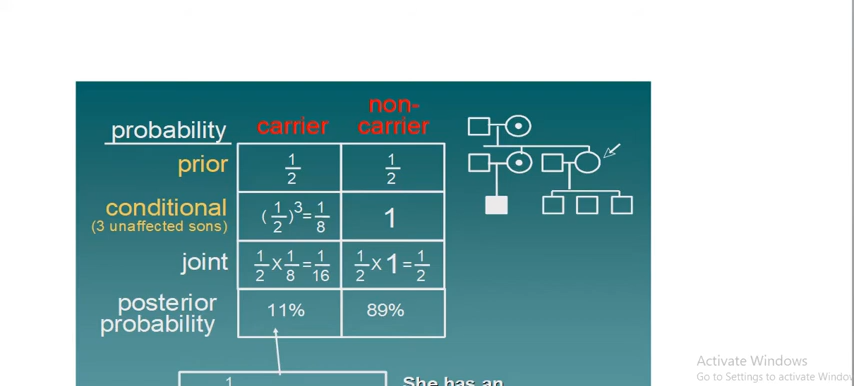 probability carrier non-
carrier
prior 1/2 1/2
conditional (1/2)³=1/8 1
(3 unaffected sons)
joint 1/2 x 1/8 = 1/16 1/2 x 1 = 1/2
posterior 11% 89%
probability
1
She has an
Activate Windows
Go to Settings to activate Windows